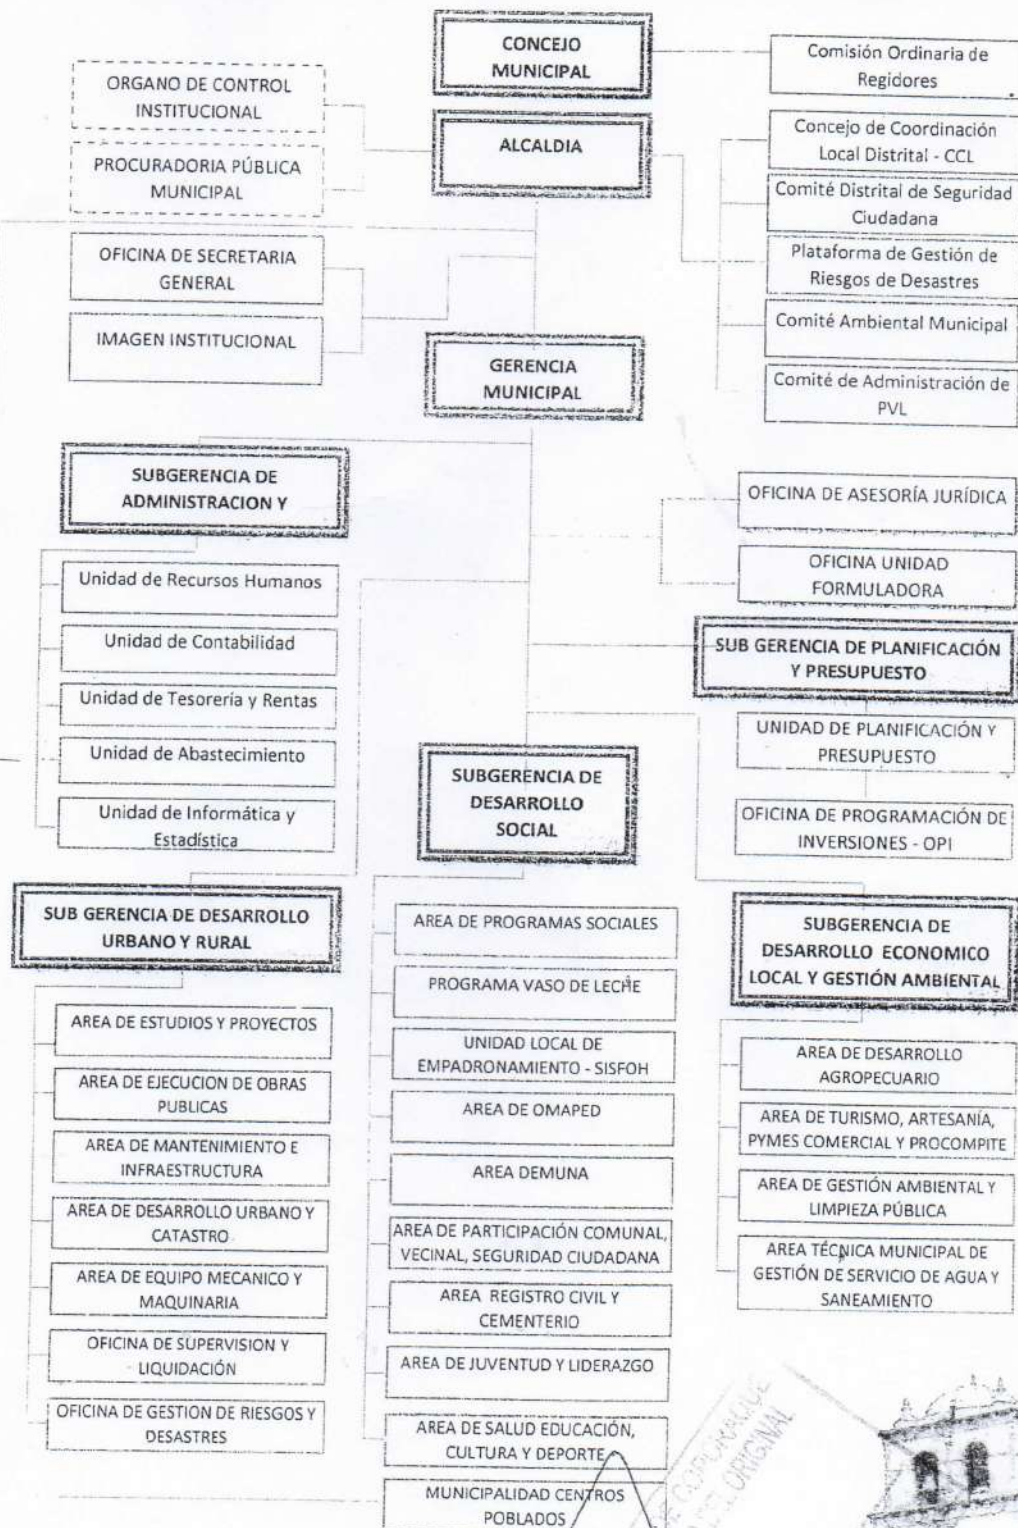 CONCEJO
MUNICIPAL
Comisión Ordinaria de
Regidores
ORGANO DE CONTROL
INSTITUCIONAL
PROCURADORIA PÚBLICA
MUNICIPAL
ALCALDIA
Concejo de Coordinación
Local Distrital - CCL
Comité Distrital de Seguridad
Ciudadana
Plataforma de Gestión de
Riesgos de Desastres
Comité Ambiental Municipal
Comité de Administración de
PVL
OFICINA DE SECRETARIA
GENERAL
IMAGEN INSTITUCIONAL
GERENCIA
MUNICIPAL
SUBGERENCIA DE
ADMINISTRACION Y
Unidad de Recursos Humanos
Unidad de Contabilidad
Unidad de Tesorería y Rentas
Unidad de Abastecimiento
Unidad de Informática y
Estadística
OFICINA DE ASESORÍA JURÍDICA
OFICINA UNIDAD
FORMULADORA
SUB GERENCIA DE PLANIFICACIÓN
Y PRESUPUESTO
UNIDAD DE PLANIFICACIÓN Y
PRESUPUESTO
OFICINA DE PROGRAMACIÓN DE
INVERSIONES - OPI
SUBGERENCIA DE
DESARROLLO
SOCIAL
SUB GERENCIA DE DESARROLLO
URBANO Y RURAL
AREA DE ESTUDIOS Y PROYECTOS
AREA DE EJECUCION DE OBRAS
PUBLICAS
AREA DE MANTENIMIENTO E
INFRAESTRUCTURA
AREA DE DESARROLLO URBANO Y
CATASTRO
AREA DE EQUIPO MECANICO Y
MAQUINARIA
OFICINA DE SUPERVISION Y
LIQUIDACIÓN
OFICINA DE GESTION DE RIESGOS Y
DESASTRES
AREA DE PROGRAMAS SOCIALES
PROGRAMA VASO DE LECHE
UNIDAD LOCAL DE
EMPADRONAMIENTO - SISFOH
AREA DE OMAPED
AREA DEMUNA
AREA DE PARTICIPACIÓN COMUNAL,
VECINAL, SEGURIDAD CIUDADANA
AREA REGISTRO CIVIL Y
CEMENTERIO
AREA DE JUVENTUD Y LIDERAZGO
AREA DE SALUD EDUCACIÓN,
CULTURA Y DEPORTE
MUNICIPALIDAD CENTROS
POBLADOS
SUBGERENCIA DE
DESARROLLO ECONOMICO
LOCAL Y GESTIÓN AMBIENTAL
AREA DE DESARROLLO
AGROPECUARIO
AREA DE TURISMO, ARTESANÍA,
PYMES COMERCIAL Y PROCOMPITE
AREA DE GESTIÓN AMBIENTAL Y
LIMPIEZA PÚBLICA
AREA TÉCNICA MUNICIPAL DE
GESTIÓN DE SERVICIO DE AGUA Y
SANEAMIENTO
ORIGINAL